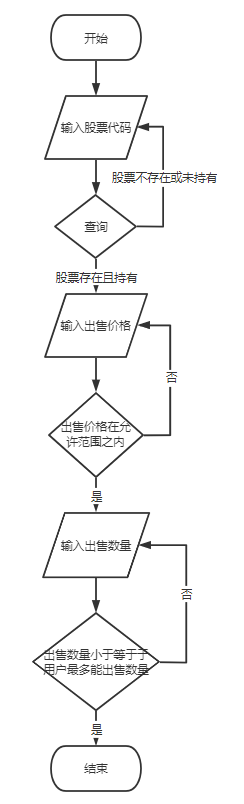 开始
输入股票代码
股票不存在或未持有
查询
股票存在且持有
输入出售价格
否
出售价格在允
许范围之内
是
输入出售数量
否
出售数量小于等于于
用户最多能出售数量
是
结束